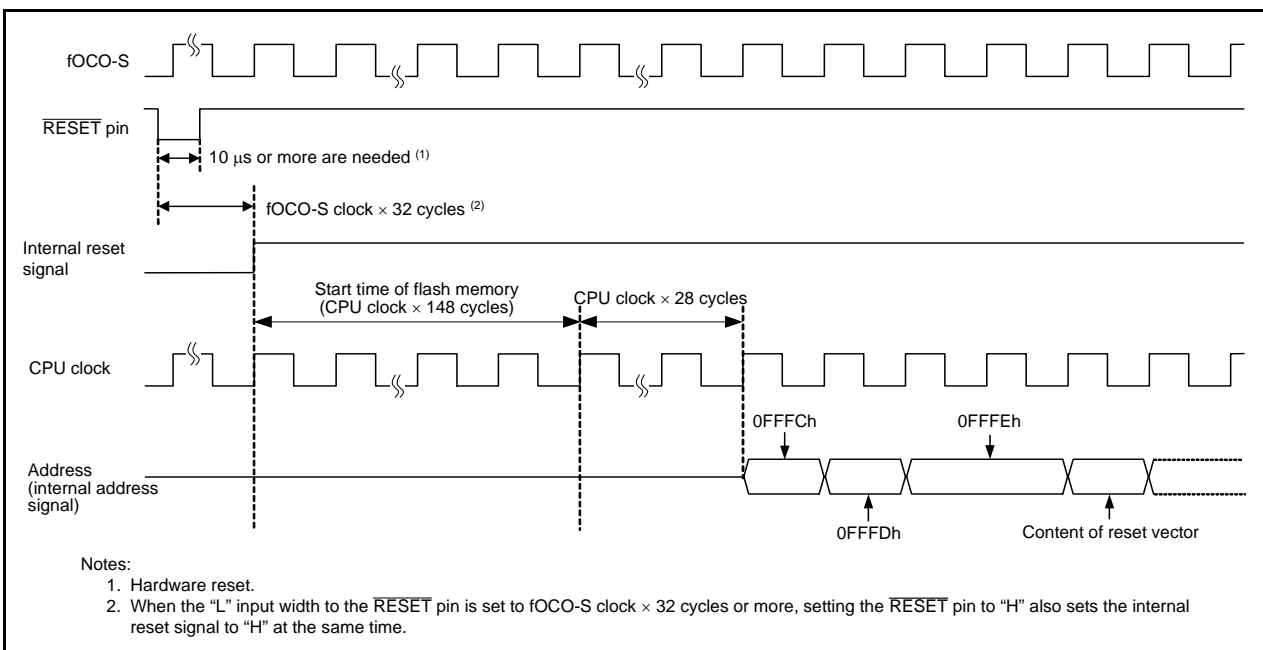 fOCO-S
RESET pin
10 μs or more are needed (1)
fOCO-S clock × 32 cycles (2)
Internal reset
signal
Start time of flash memory
(CPU clock × 148 cycles)
CPU clock × 28 cycles
CPU clock
0FFFCh
0FFFEh
Address
(internal address
signal)
0FFFDh
Content of reset vector
Notes:
1. Hardware reset.
2. When the “L” input width to the RESET pin is set to fOCO-S clock × 32 cycles or more, setting the RESET pin to “H” also sets the internal
reset signal to “H” at the same time.